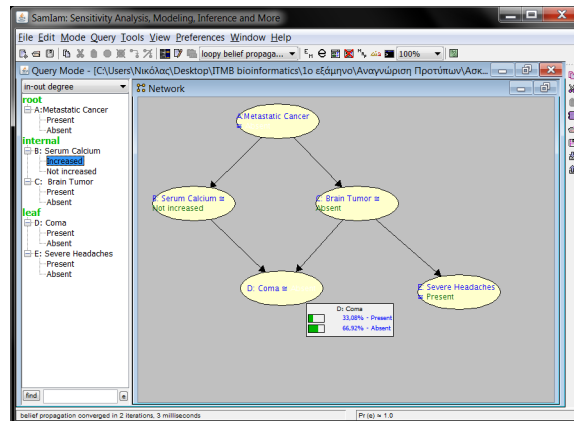 SamIam: Sensitivity Analysis, Modeling, Inference and More
File Edit Mode Query Tools View Preferences Window Help
loopy belief propaga...
100%
Query Mode - [C:\Users\Νικόλας\Desktop\ITMB bioinformatics\1ο εξάμηνο\Αναγνώριση Προτύπων\Ασκ...
in-out degree
root
A:Metastatic Cancer
Present
Absent
internal
B: Serum Calcium
Increased
Not increased
C: Brain Tumor
Present
Absent
leaf
D: Coma
Present
Absent
E: Severe Headaches
Present
Absent
find
Network
A:Metastatic Cancer
≅
B: Serum Calcium ≅
Not increased
C: Brain Tumor ≅
Absent
D: Coma ≅
E: Severe Headaches
≅ Present
D: Coma
33,08% - Present
66,92% - Absent
belief propagation converged in 2 iterations, 3 milliseconds
Pr (e) ≈ 1.0